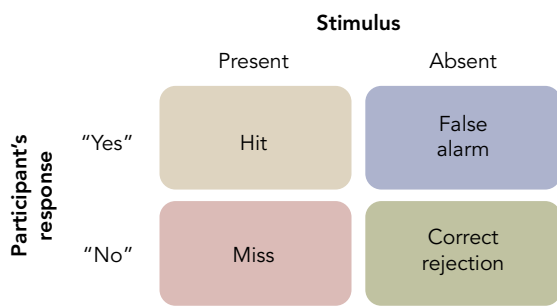 Stimulus
Present Absent
Participant’s
response
“Yes” Hit False
alarm
“No” Miss Correct
rejection